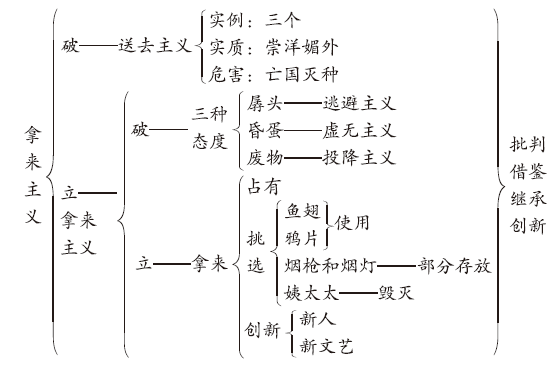 拿来主义
破——送去主义
实例：三个
实质：崇洋媚外
危害：亡国灭种
立——拿来主义
破——三种态度
孱头——逃避主义
昏蛋——虚无主义
废物——投降主义
立——拿来
占有
挑选
鱼翅
鸦片
使用
烟枪和烟灯——部分存放
姨太太——毁灭
创新
新人
新文艺
批判
借鉴
继承
创新